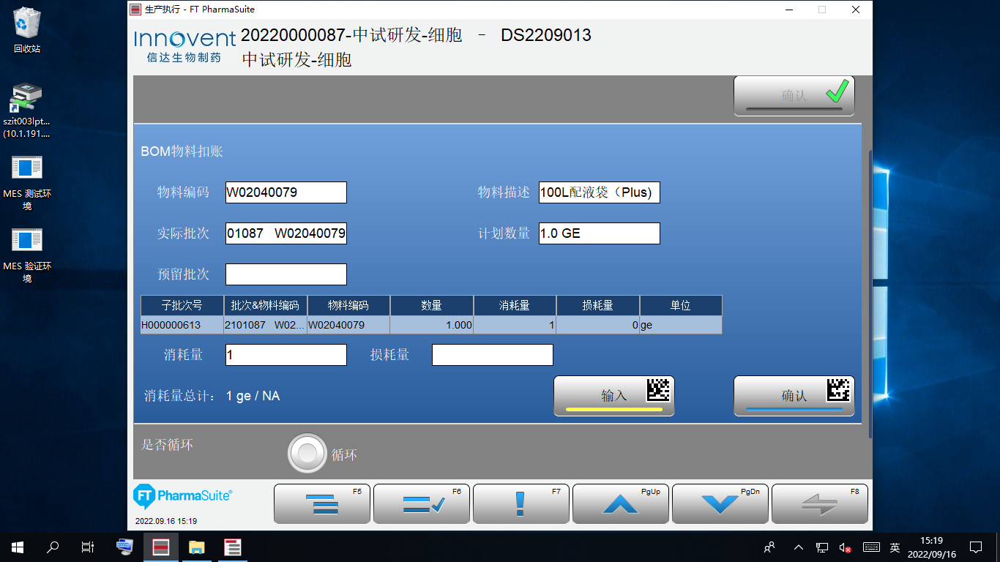 生产执行 - FT PharmaSuite
回收站
Innovent
信达生物制药
20220000087-中试研发-细胞 - DS2209013
中试研发-细胞
确认
szit003lpt...
(10.1.191....
BOM物料扣账
MES 测试环
境
物料编码 W02040079 物料描述 100L配液袋（Plus)
实际批次 01087 W02040079 计划数量 1.0 GE
MES 验证环
境
预留批次
子批次号 批次&物料编码 物料编码 数量 消耗量 损耗量 单位
H000000613 2101087 W02... W02040079 1.000 1 0 ge
消耗量 1 损耗量
消耗量总计： 1 ge / NA 输入 确认
是否循环 循环
FT PharmaSuite®
F5 F6 F7 PgUp PgDn F8
2022.09.16 15:19
英
15:19
2022/09/16